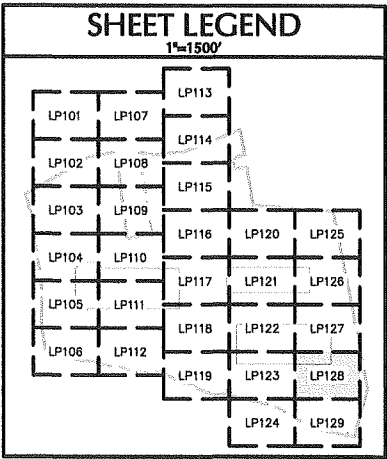 SHEET LEGEND
1"=1500'
LP113
LP101 LP107
LP114
LP102 LP108
LP115
LP103 LP109
LP116 LP120 LP125
LP104 LP110
LP117 LP121 LP126
LP105 LP111
LP118 LP122 LP127
LP106 LP112
LP119 LP123 LP128
LP124 LP129